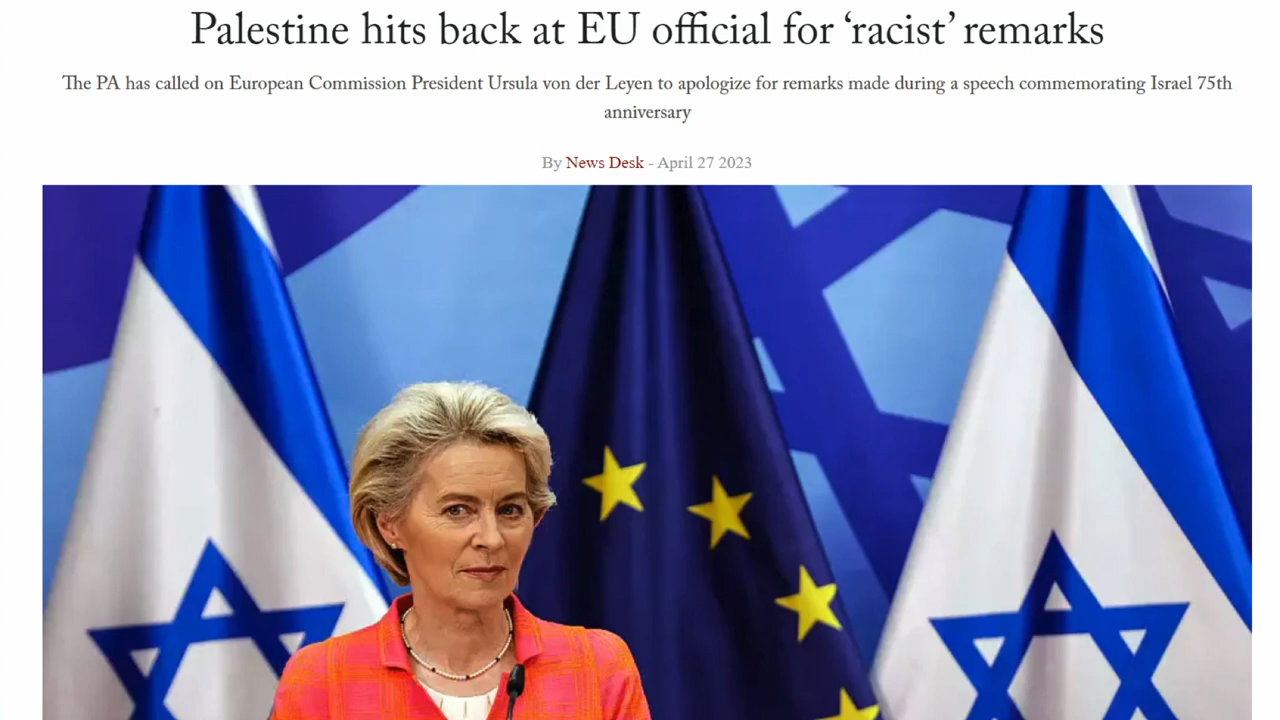 Palestine hits back at EU official for ‘racist’ remarks
The PA has called on European Commission President Ursula von der Leyen to apologize for remarks made during a speech commemorating Israel 75th
anniversary
By News Desk - April 27 2023